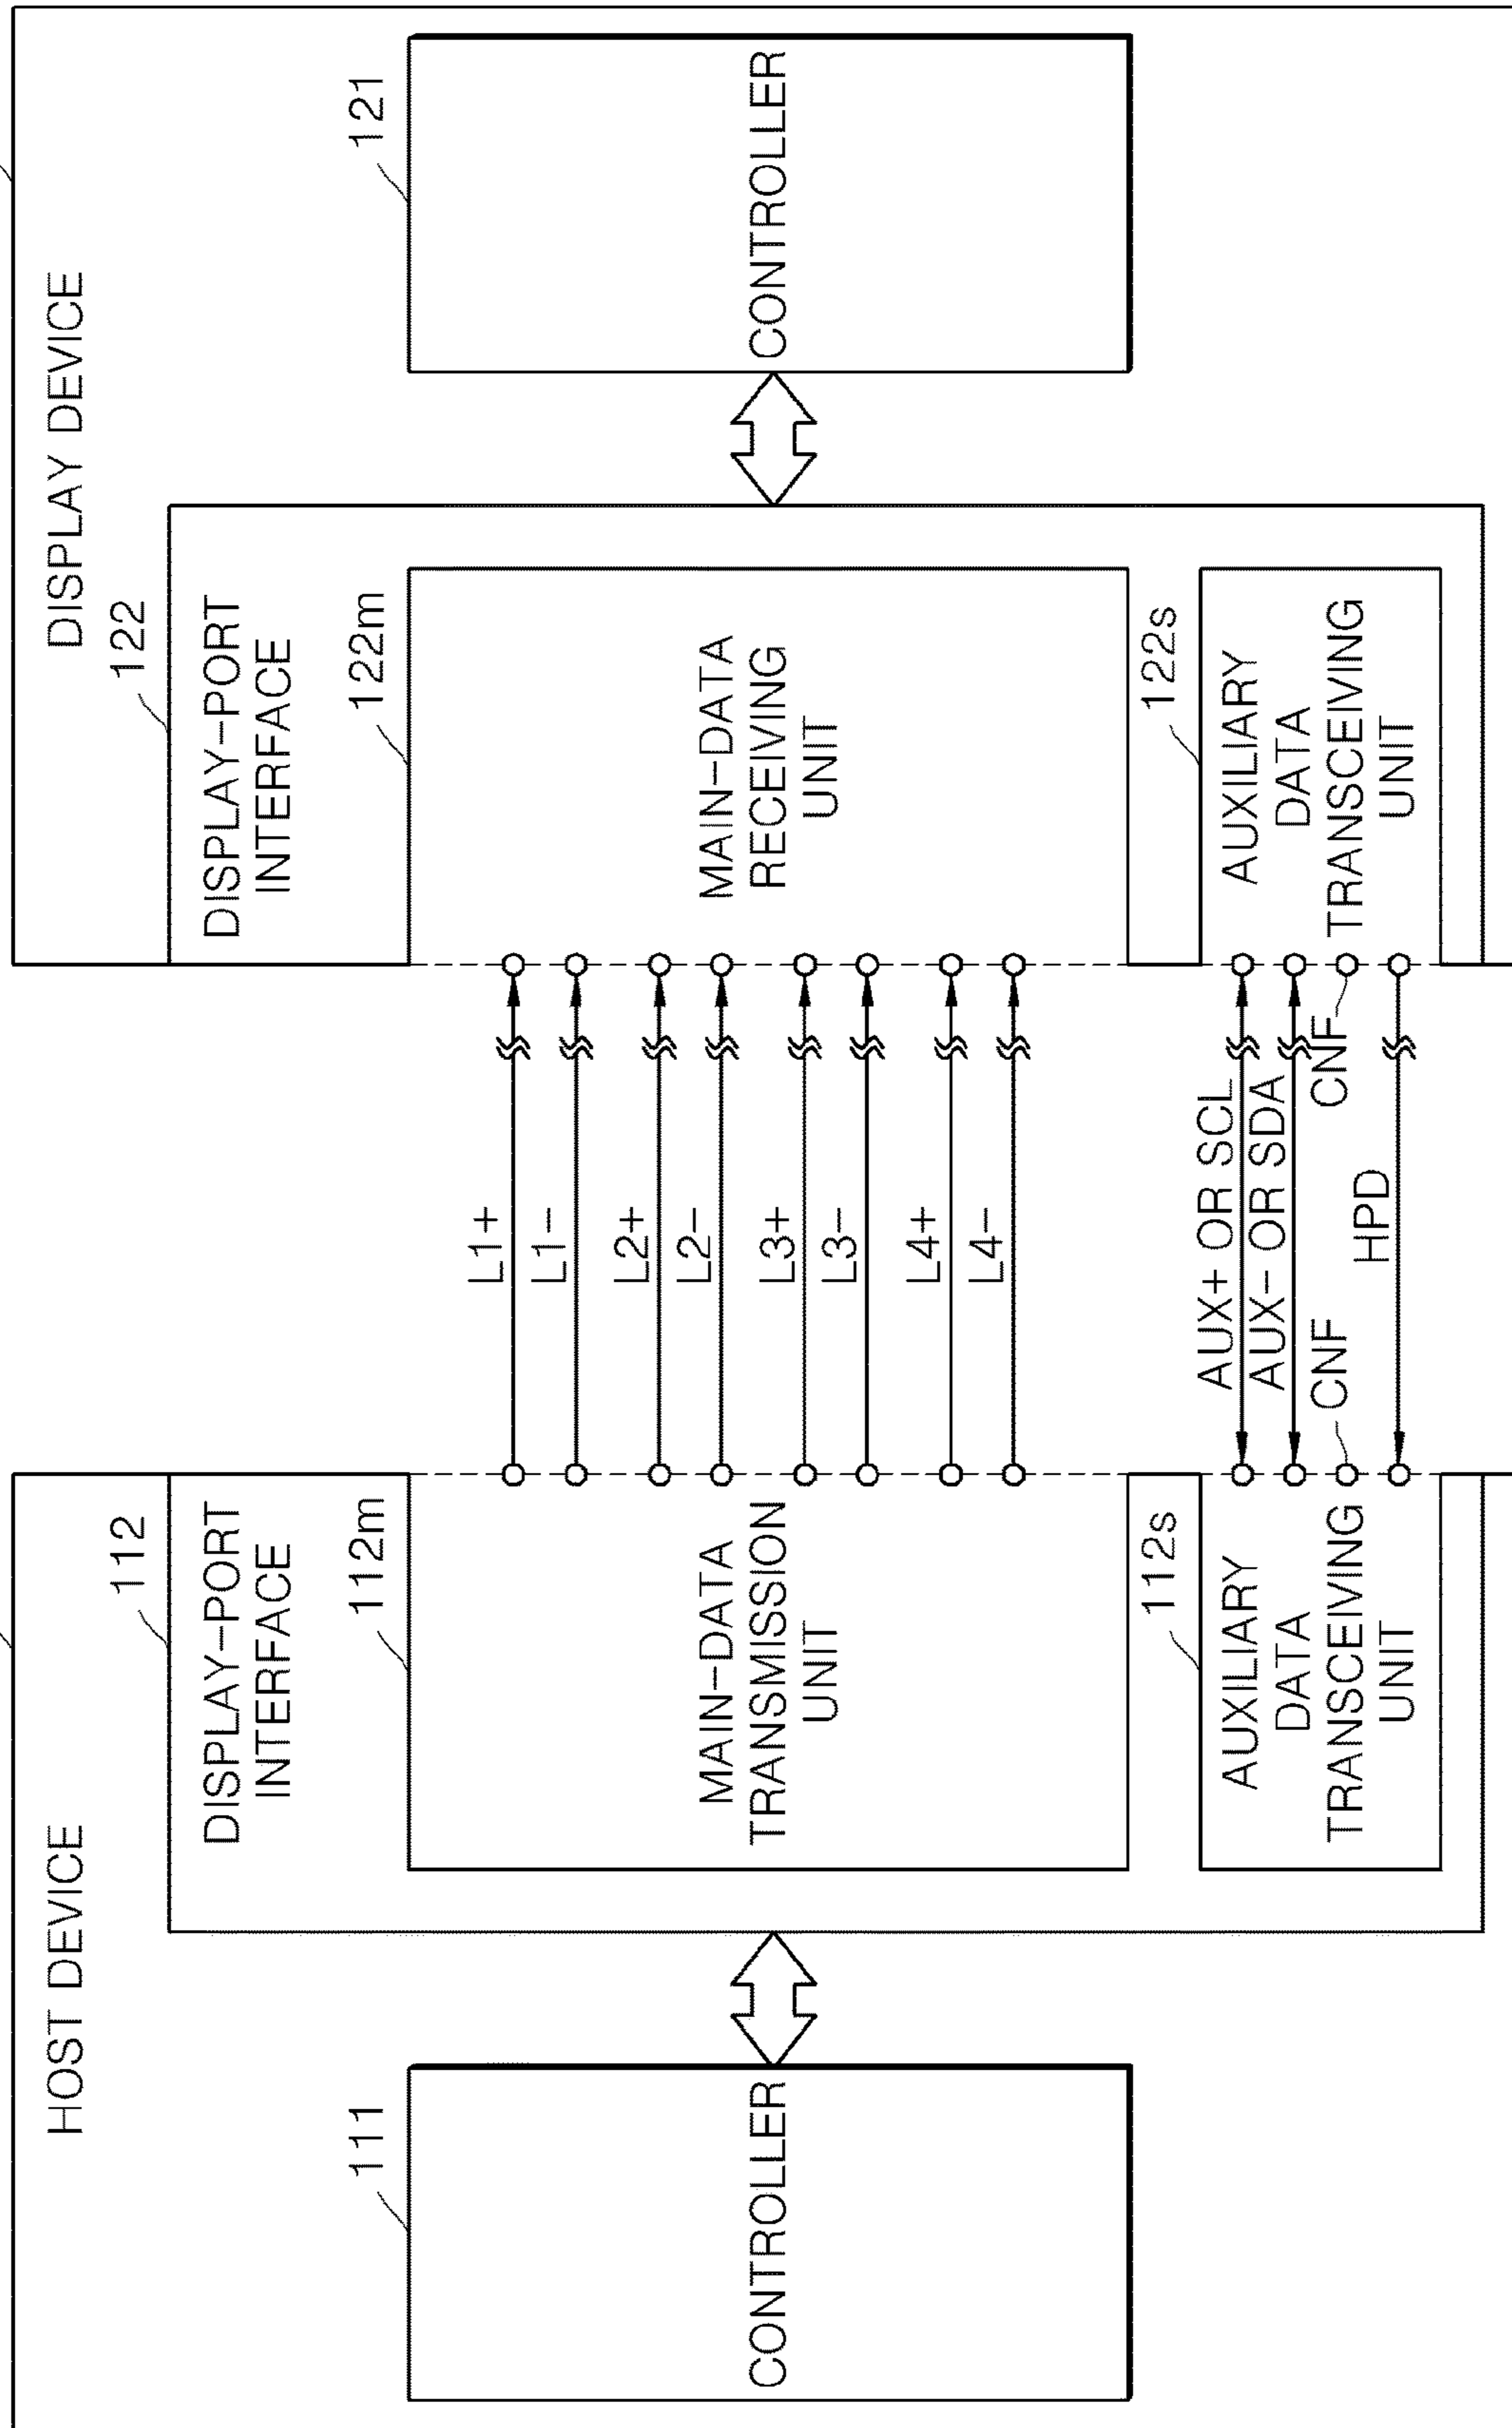 HOST DEVICE
111
CONTROLLER
112
DISPLAY-PORT
INTERFACE
112m
MAIN-DATA
TRANSMISSION
UNIT
112s
AUXILIARY
DATA
TRANSCEIVING
UNIT
L1+
L1-
L2+
L2-
L3+
L3-
L4+
L4-
AUX+ OR SCL
AUX- OR SDA
CNF
CNF
HPD
DISPLAY DEVICE
122
DISPLAY-PORT
INTERFACE
122m
MAIN-DATA
RECEIVING
UNIT
122s
AUXILIARY
DATA
TRANSCEIVING
UNIT
121
CONTROLLER